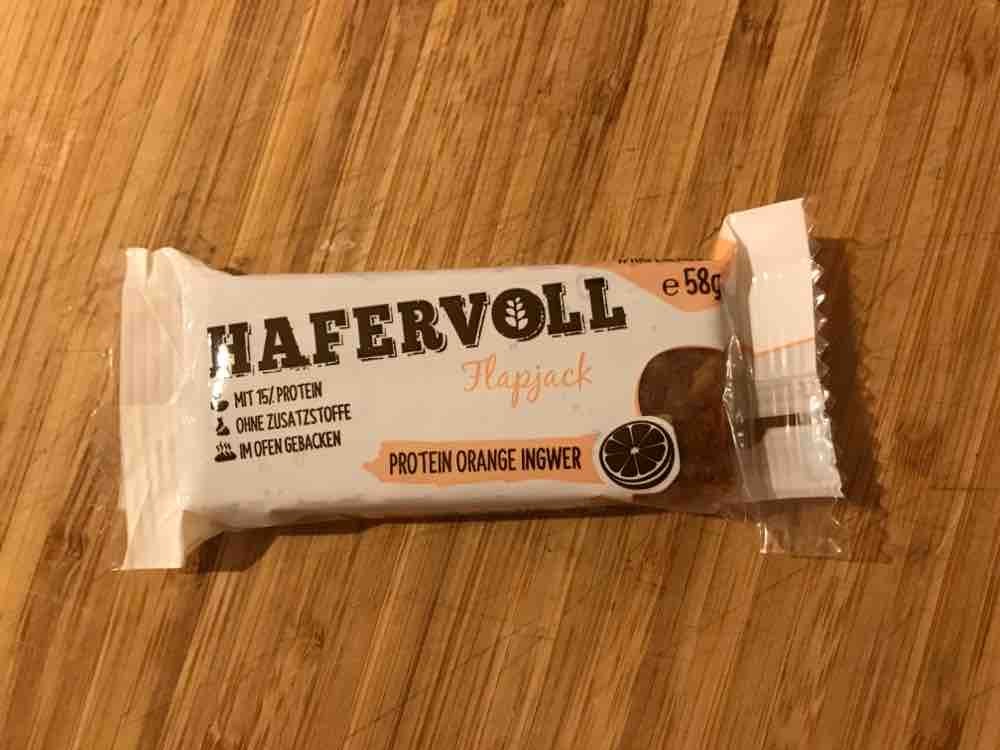 ℮ 58g
HAFERVOLL
Flapjack
MIT 15% PROTEIN
OHNE ZUSATZSTOFFE
IM OFEN GEBACKEN
PROTEIN ORANGE INGWER